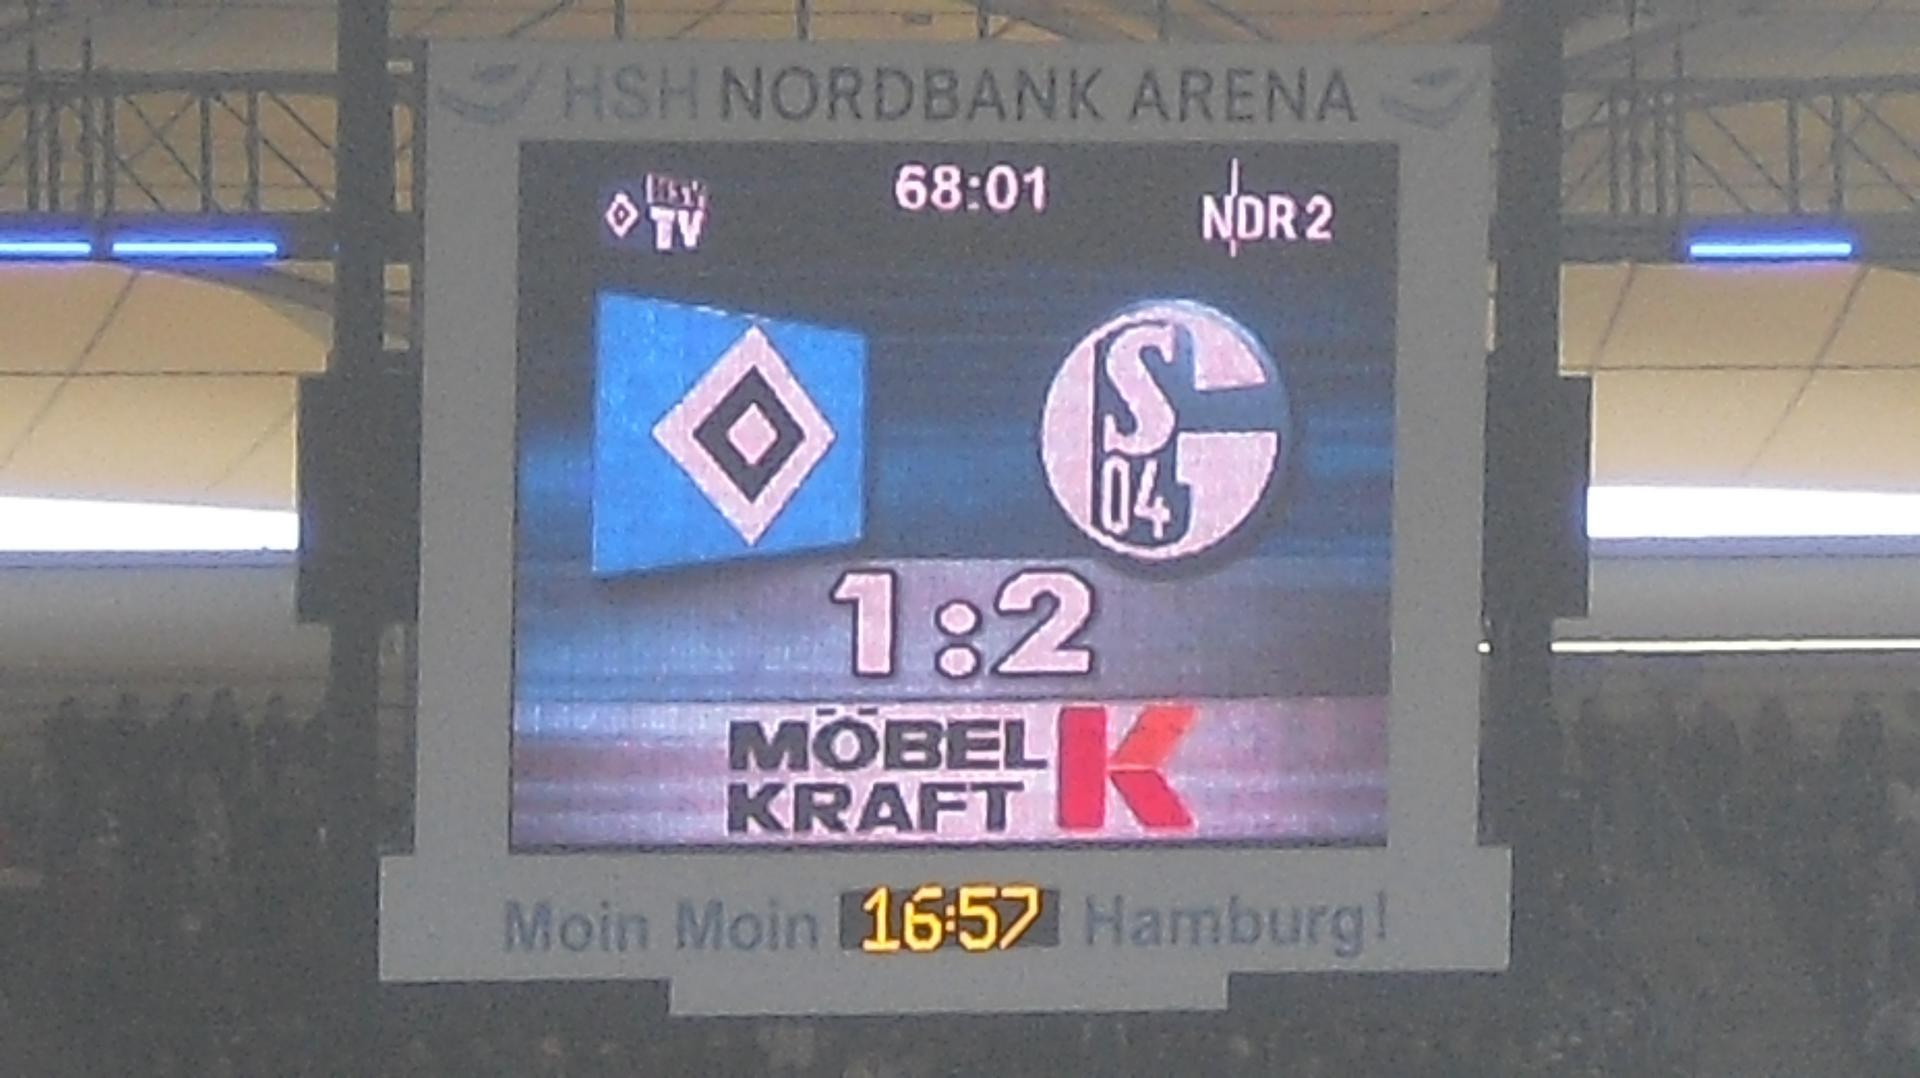 HSH NORDBANK ARENA
TV
68:01
NDR 2
S
04
1:2
MÖBEL
KRAFT
K
Moin Moin 16:57 Hamburg!